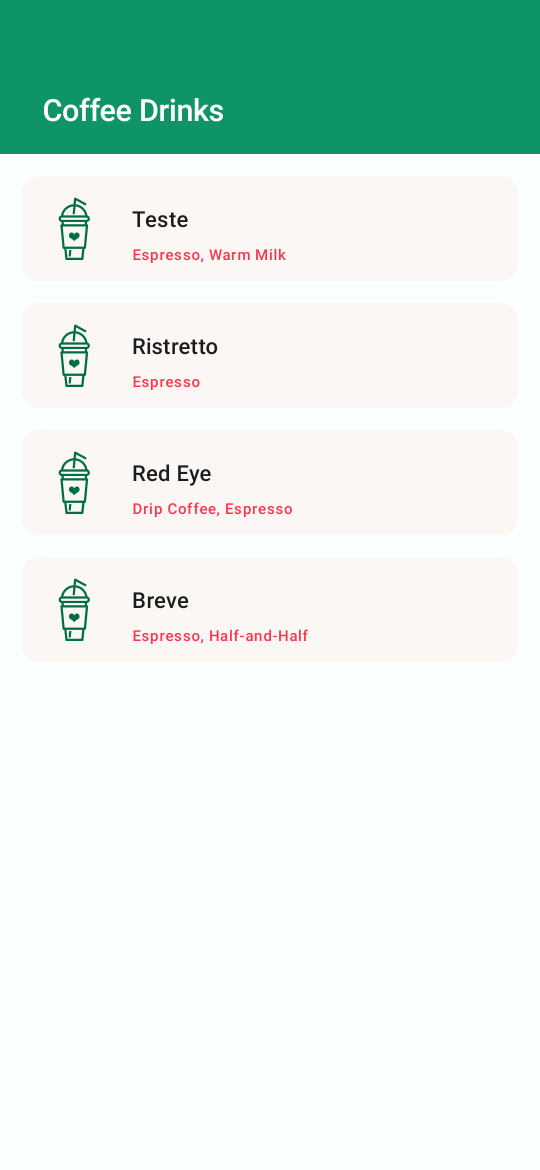 Coffee Drinks
Teste
Espresso, Warm Milk
Ristretto
Espresso
Red Eye
Drip Coffee, Espresso
Breve
Espresso, Half-and-Half